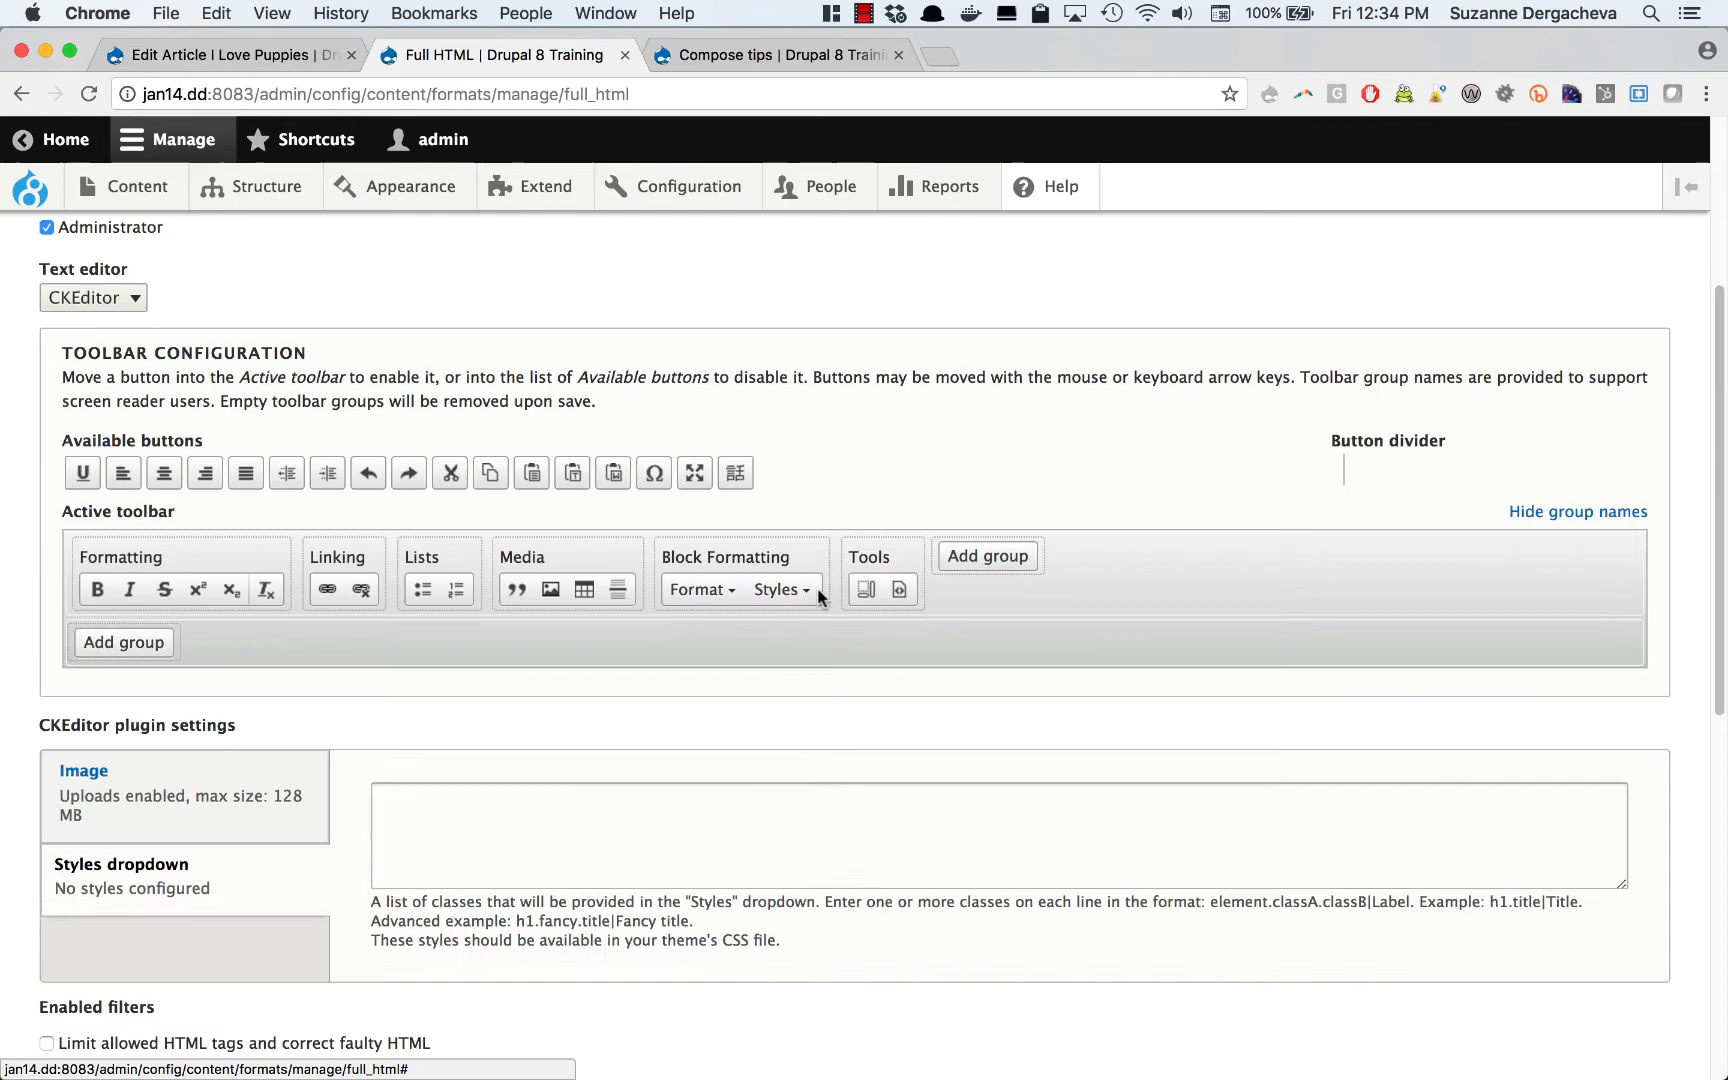 Chrome File Edit View History Bookmarks People Window Help 100% Fri 12:34 PM Suzanne Dergacheva
Edit Article I Love Puppies | Dr Full HTML | Drupal 8 Training Compose tips | Drupal 8 Traini
jan14.dd:8083/admin/config/content/formats/manage/full_html
Home Manage Shortcuts admin
Content Structure Appearance Extend Configuration People Reports Help
Administrator
Text editor
CKEditor
TOOLBAR CONFIGURATION
Move a button into the Active toolbar to enable it, or into the list of Available buttons to disable it. Buttons may be moved with the mouse or keyboard arrow keys. Toolbar group names are provided to support
screen reader users. Empty toolbar groups will be removed upon save.
Available buttons Button divider
U Ω 話
Active toolbar Hide group names
Formatting Linking Lists Media Block Formatting Tools Add group
B I S x² x₂ Tx Format Styles
Add group
CKEditor plugin settings
Image
Uploads enabled, max size: 128
MB
Styles dropdown
No styles configured
A list of classes that will be provided in the "Styles" dropdown. Enter one or more classes on each line in the format: element.classA.classB|Label. Example: h1.title|Title.
Advanced example: h1.fancy.title|Fancy title.
These styles should be available in your theme's CSS file.
Enabled filters
Limit allowed HTML tags and correct faulty HTML
jan14.dd:8083/admin/config/content/formats/manage/full_html#